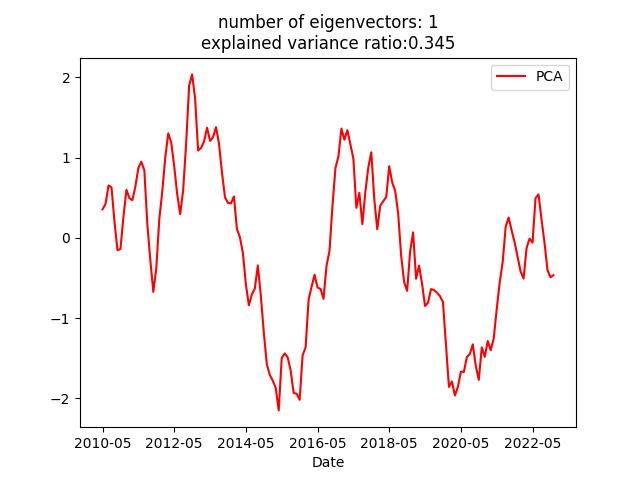 number of eigenvectors: 1
explained variance ratio:0.345
PCA
2
1
0
−1
−2
2010-05 2012-05 2014-05 2016-05 2018-05 2020-05 2022-05
Date